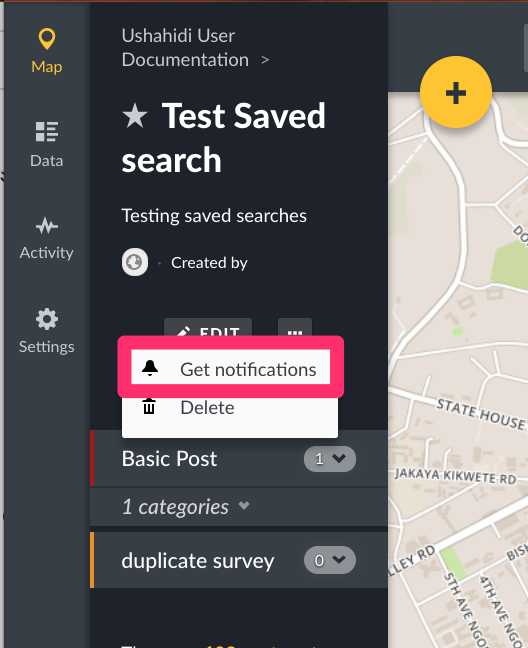 Map
Data
Activity
Settings
Ushahidi User
Documentation >
Test Saved
search
Testing saved searches
· Created by
EDIT
...
Get notifications
Delete
Basic Post
1
1 categories
duplicate survey
0
+
STATE HOUSE
JAKAYA KIKWETE RD
LLEY RD
5TH AVE NGO
4TH AVE NGO
BISH
DO